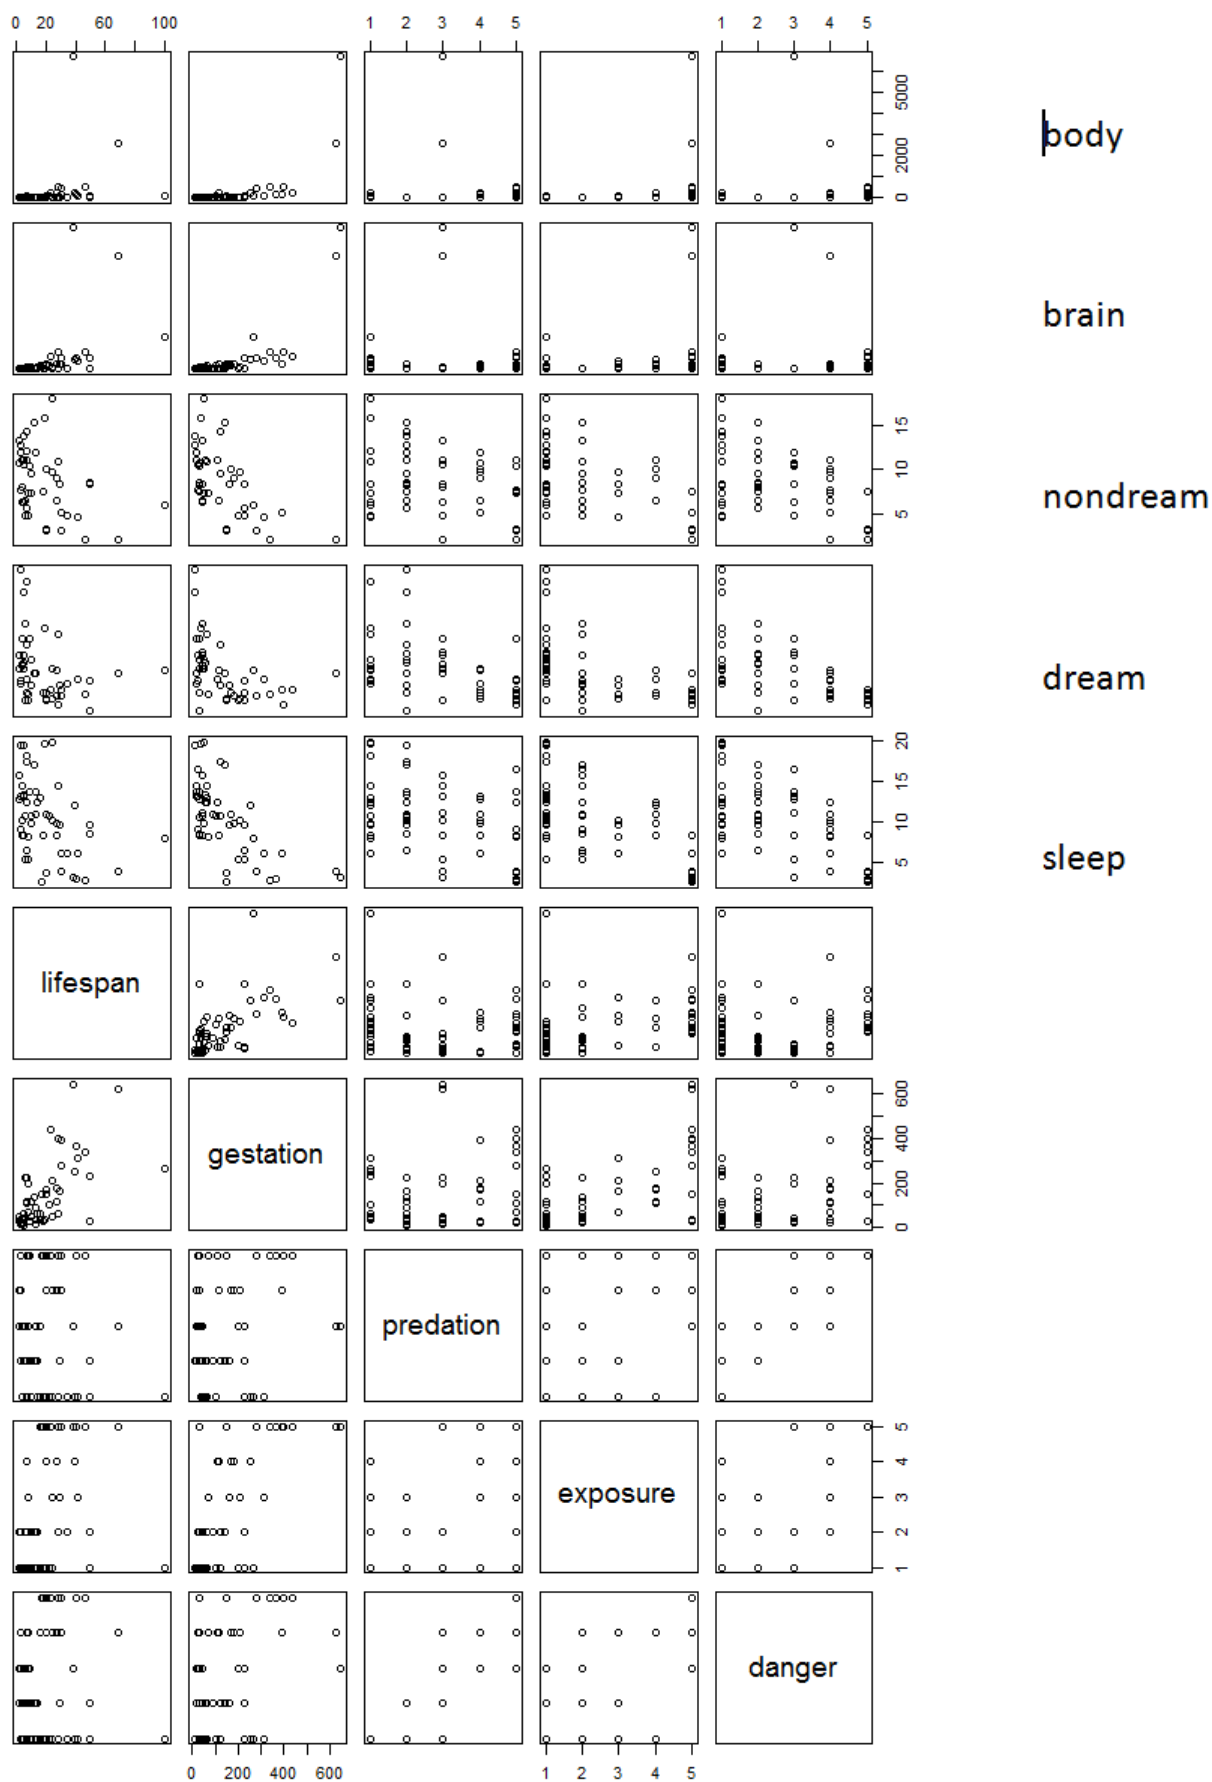 0 20 60 100 1 2 3 4 5 1 2 3 4 5
0 2000 5000
body
brain
5 10 15
nondream
dream
5 10 15 20
sleep
lifespan
gestation
0 200 400 600
predation
exposure
1 2 3 4 5
danger
0 200 400 600 1 2 3 4 5